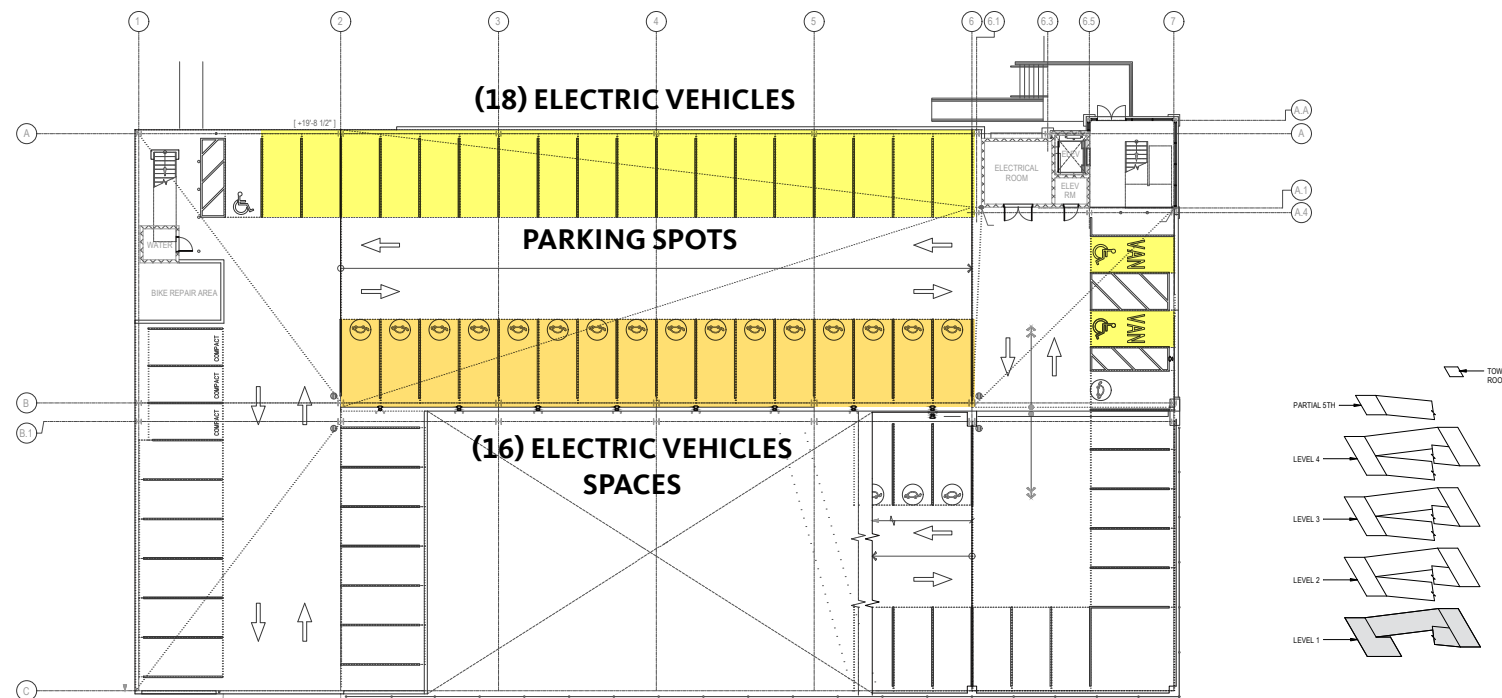 1
2
3
4
5
6
6.1
6.3
6.5
7
(18) ELECTRIC VEHICLES
[ +19'-8 1/2" ]
A
A.A
A
ELEV
ELECTRICAL
ROOM
ELEV
RM
A.1
A.4
PARKING SPOTS
WATER
VAN
BIKE REPAIR AREA
VAN
COMPACT
COMPACT
COMPACT
B
B.1
(16) ELECTRIC VEHICLES
SPACES
PARTIAL 5TH
LEVEL 4
LEVEL 3
LEVEL 2
LEVEL 1
C